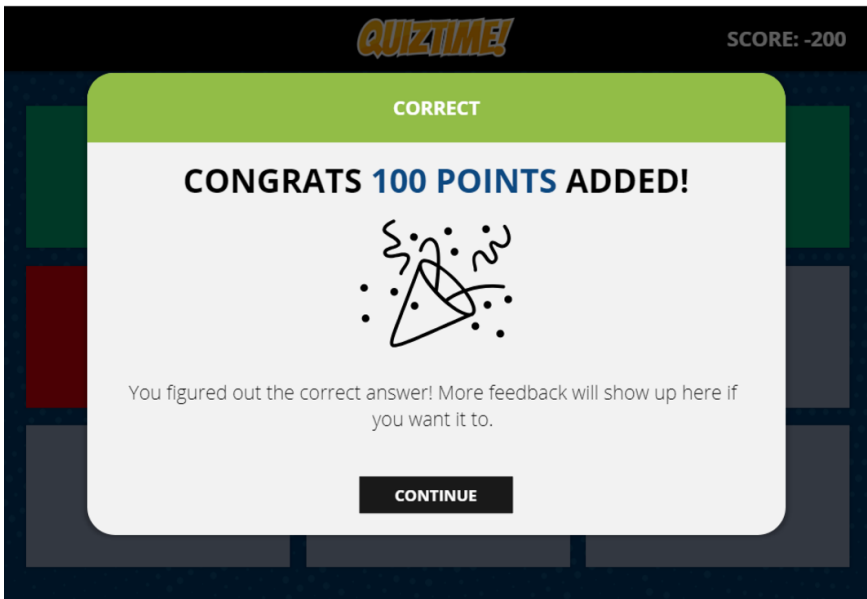 QUIZTIME!
SCORE: -200
CORRECT
CONGRATS 100 POINTS ADDED!
You figured out the correct answer! More feedback will show up here if
you want it to.
CONTINUE